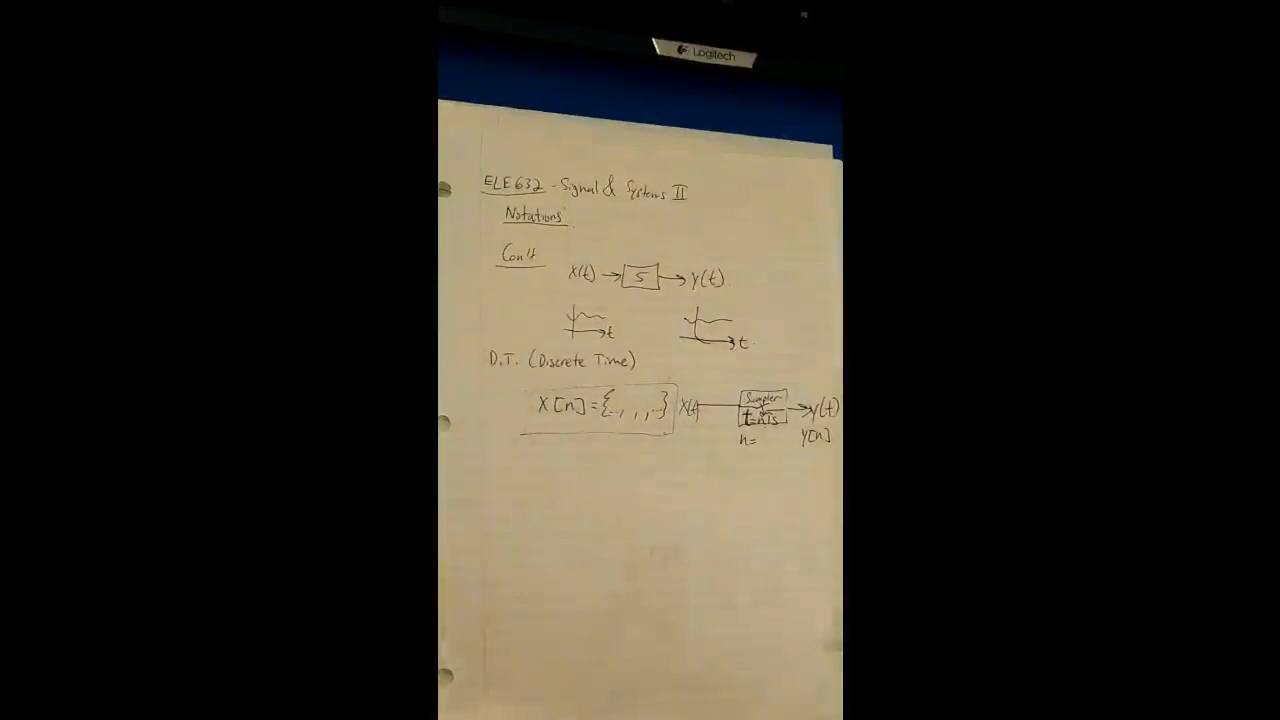 Logitech
ELE632 - Signal & Systems II
Notations
Con't
X(t) → S → Y(t)
t
t
D.T. (Discrete Time)
X[n] = {..., , , ...} X(t) Sampler → Y(t)
t=nTs
n= Y[n]